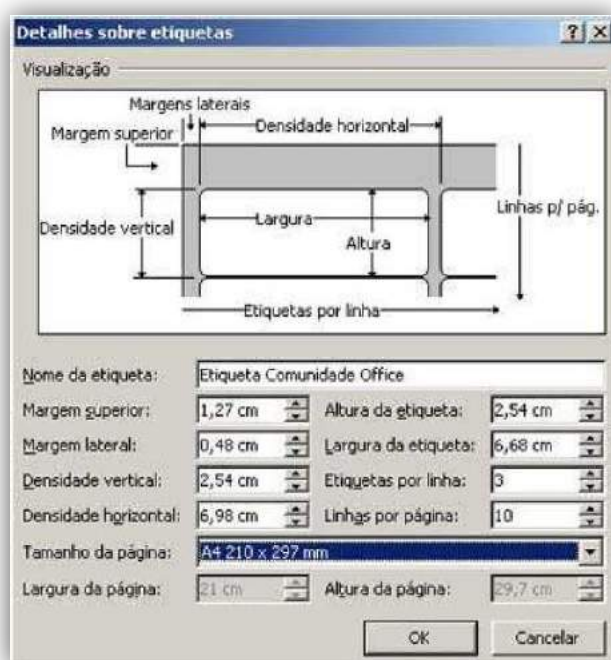 Detalhes sobre etiquetas
Visualização
Margens laterais
Margem superior
Densidade horizontal
Densidade vertical
Largura
Altura
Linhas p/ pág.
Etiquetas por linha
Nome da etiqueta: Etiqueta Comunidade Office
Margem superior: 1,27 cm Altura da etiqueta: 2,54 cm
Margem lateral: 0,48 cm Largura da etiqueta: 6,68 cm
Densidade vertical: 2,54 cm Etiquetas por linha: 3
Densidade horizontal: 6,98 cm Linhas por página: 10
Tamanho da página: A4 210 x 297 mm
Largura da página: 21 cm Altura da página: 29,7 cm
OK Cancelar